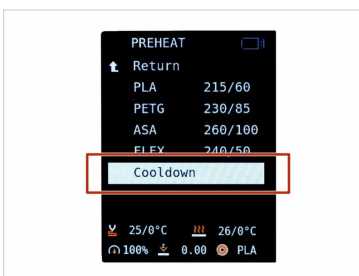 PREHEAT
Return
PLA 215/60
PETG 230/85
ASA 260/100
FLEX 240/50
Cooldown
25/0°C 26/0°C
100% 0.00 PLA